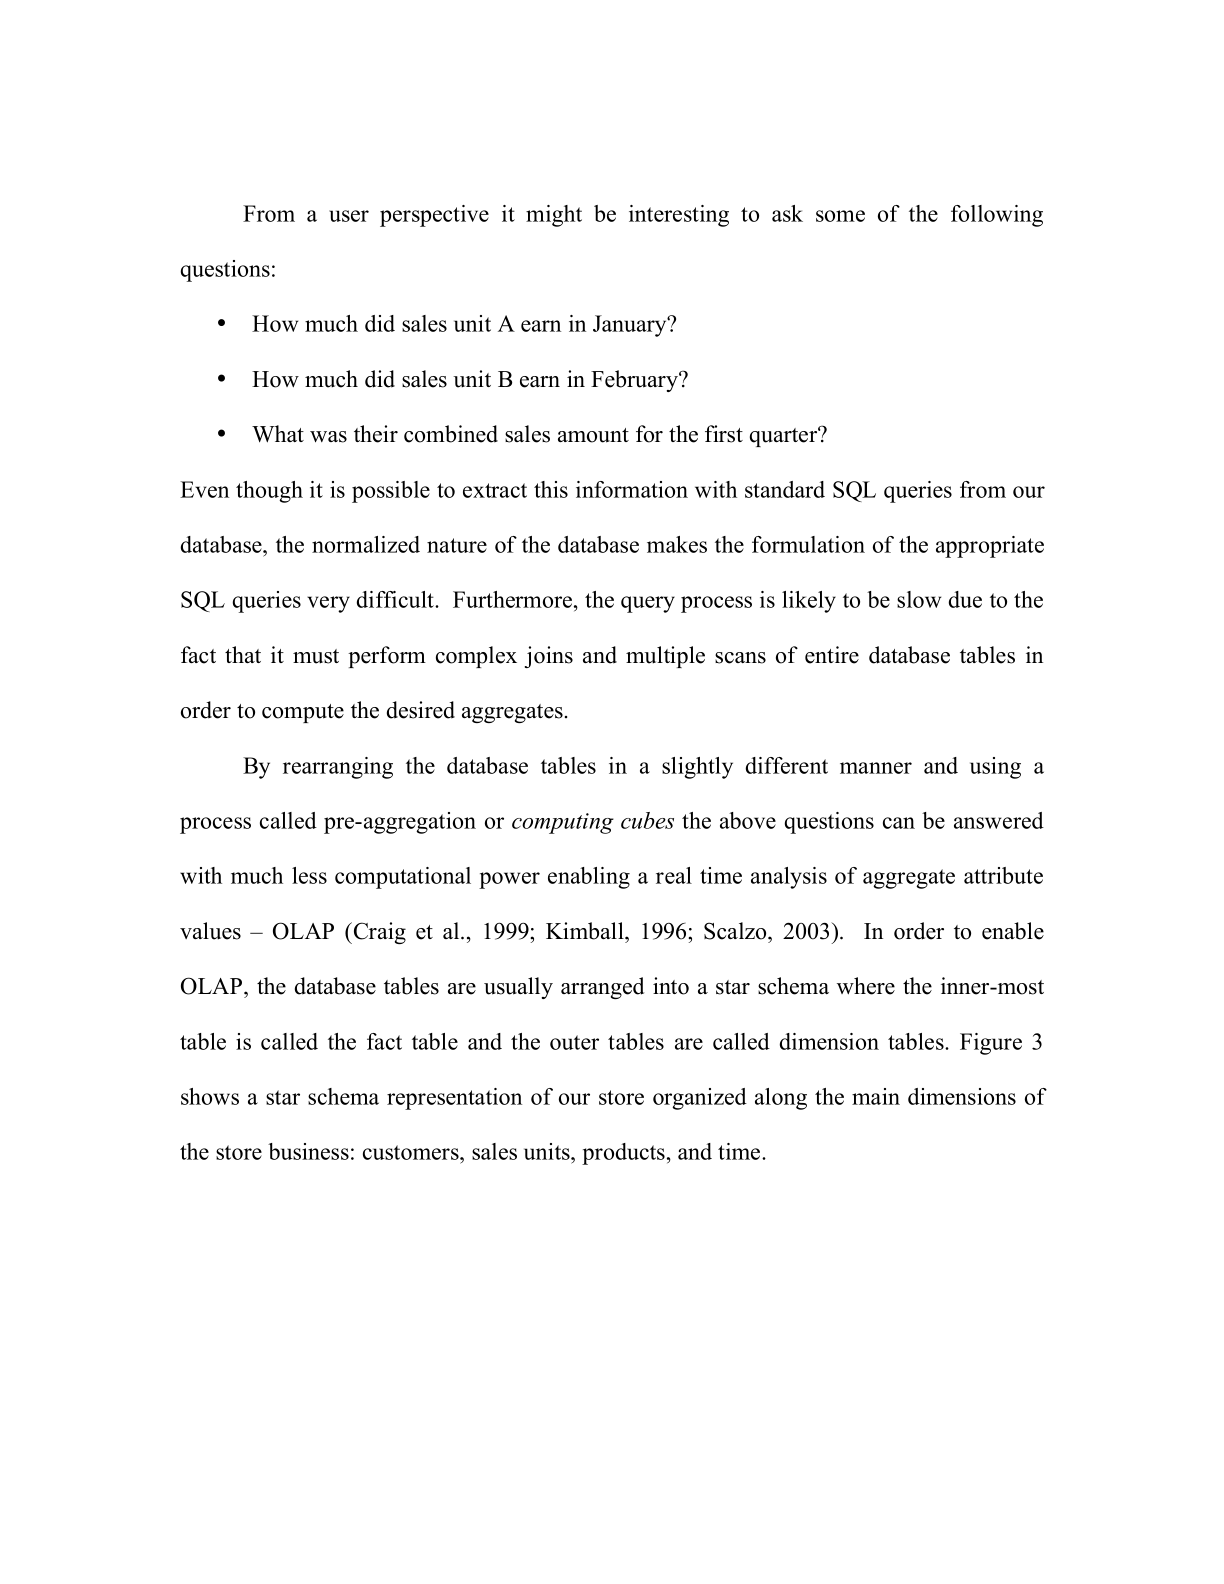 From a user perspective it might be interesting to ask some of the following
questions:
• How much did sales unit A earn in January?
• How much did sales unit B earn in February?
• What was their combined sales amount for the first quarter?
Even though it is possible to extract this information with standard SQL queries from our
database, the normalized nature of the database makes the formulation of the appropriate
SQL queries very difficult.  Furthermore, the query process is likely to be slow due to the
fact that it must perform complex joins and multiple scans of entire database tables in
order to compute the desired aggregates.
By rearranging the database tables in a slightly different manner and using a
process called pre-aggregation or computing cubes the above questions can be answered
with much less computational power enabling a real time analysis of aggregate attribute
values – OLAP (Craig et al., 1999; Kimball, 1996; Scalzo, 2003).  In order to enable
OLAP, the database tables are usually arranged into a star schema where the inner-most
table is called the fact table and the outer tables are called dimension tables. Figure 3
shows a star schema representation of our store organized along the main dimensions of
the store business: customers, sales units, products, and time.